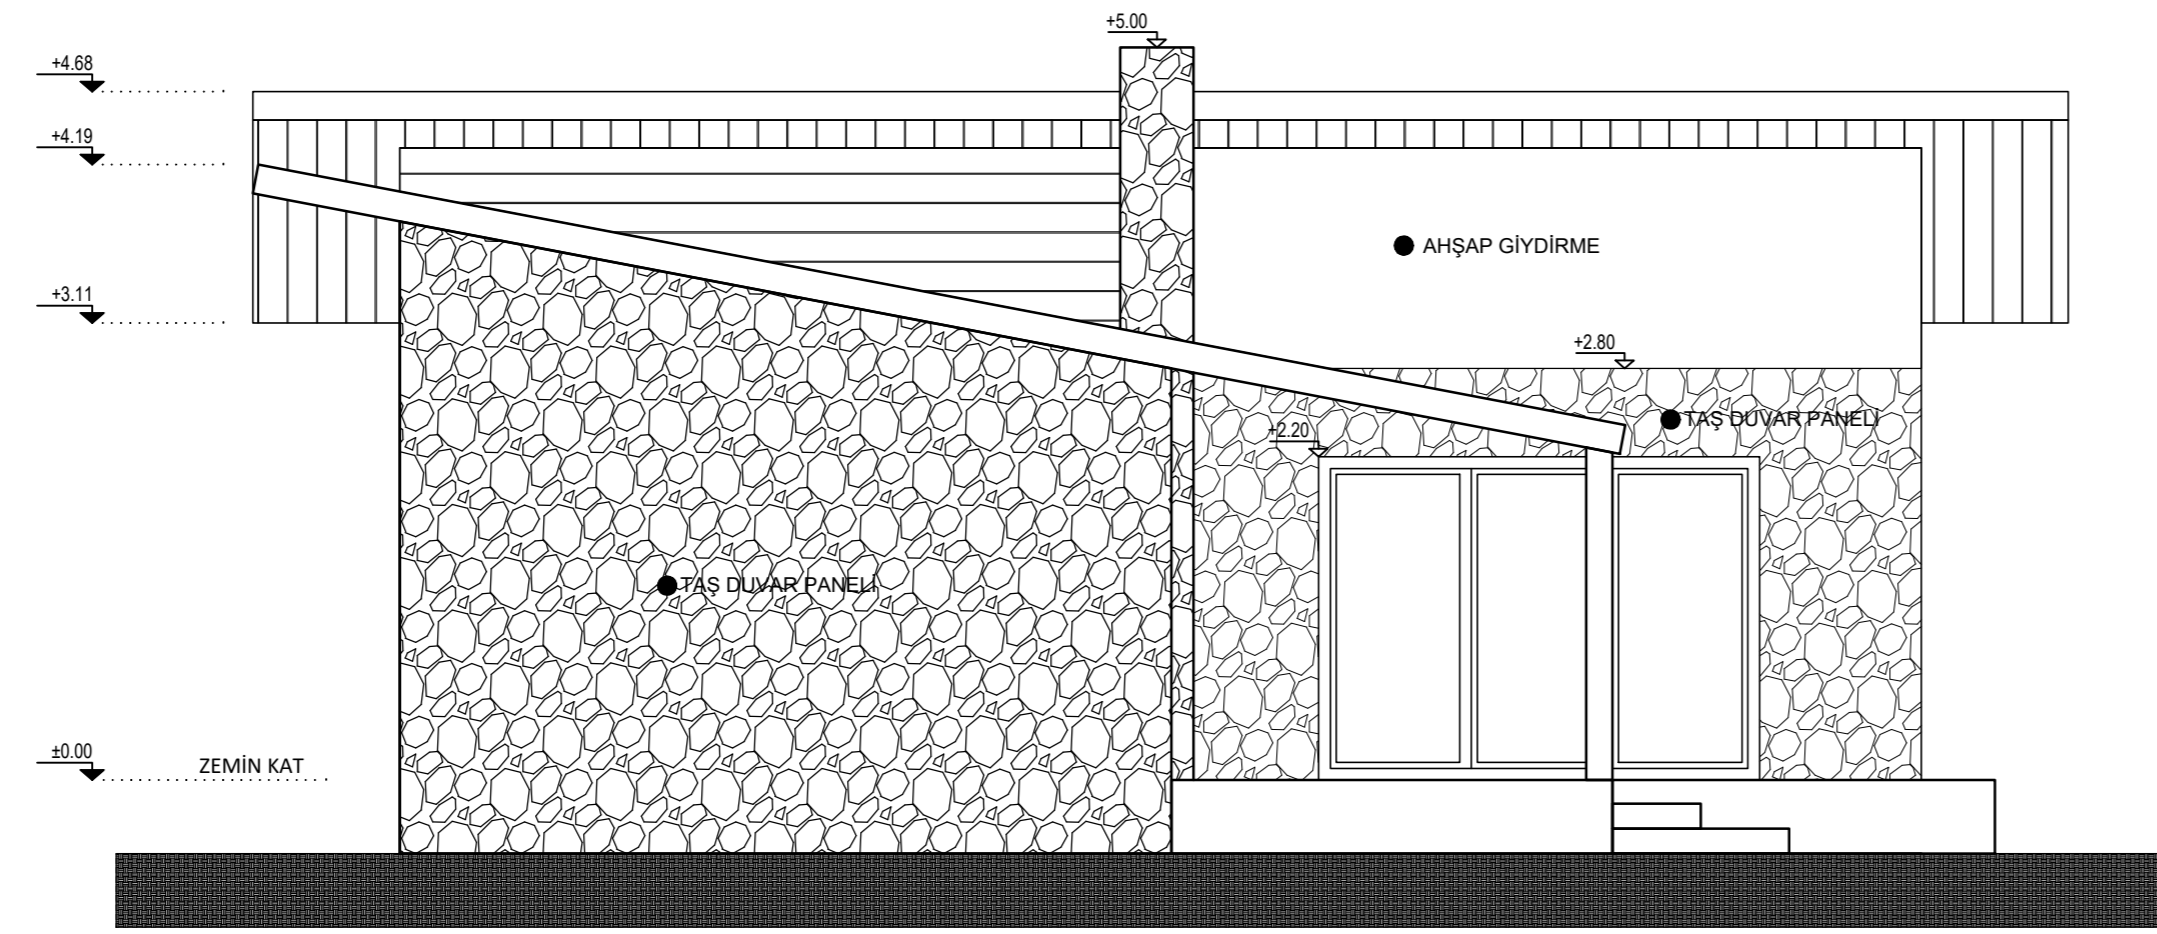 +5.00
+4.68
+4.19
AHŞAP GİYDİRME
+3.11
+2.80
TAŞ DUVAR PANELİ
+2.20
TAŞ DUVAR PANELİ
±0.00
ZEMİN KAT